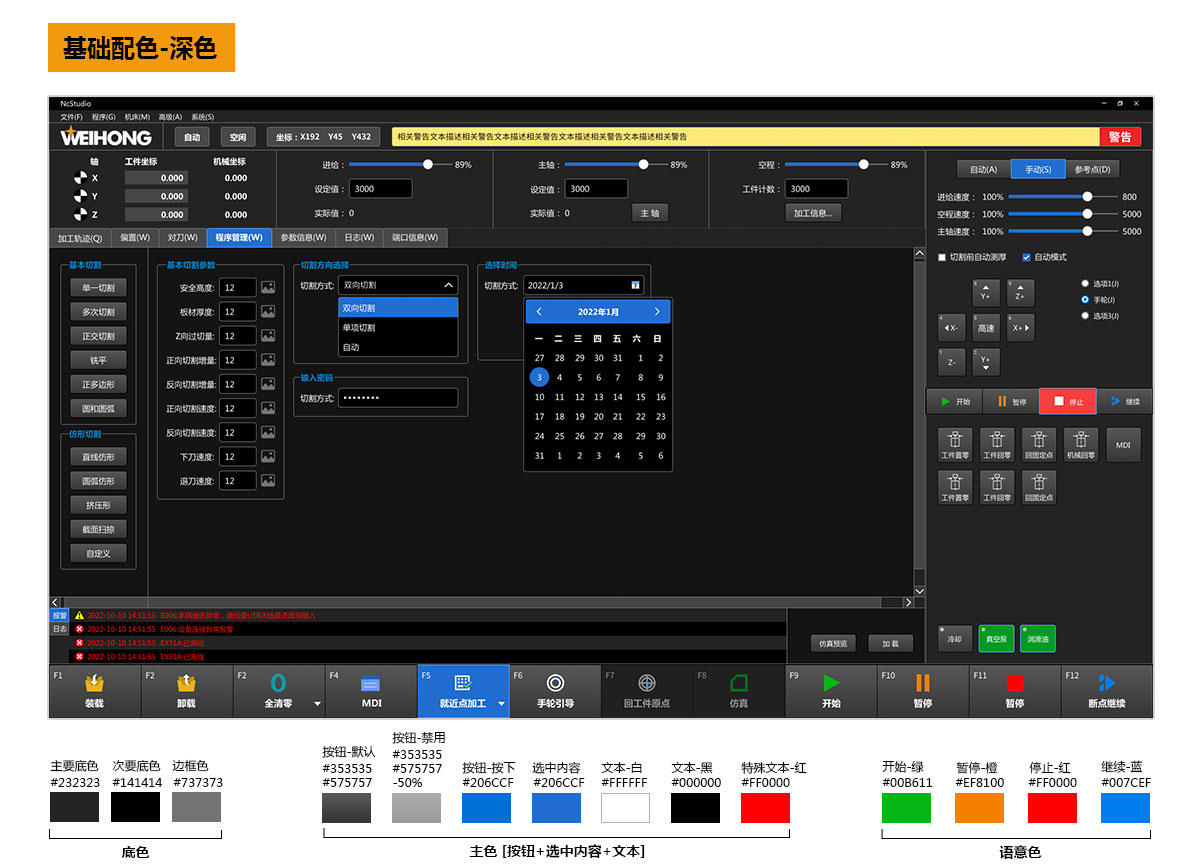 基础配色-深色
NcStudio
文件(F) 程序(G) 机床(M) 高级(A) 系统(S)
WEIHONG 自动 空闲 坐标：X192 Y45 Y432 相关警告文本描述相关警告文本描述相关警告文本描述相关警告文本描述相关警告 警告
轴 工件坐标 机械坐标
X 0.000 0.000
Y 0.000 0.000
Z 0.000 0.000
进给： 89%
设定值： 3000
实际值：0
主轴： 89%
设定值： 3000
实际值：0 主 轴
空程： 89%
工件计数： 3000
加工信息...
自动(A) 手动(S) 参考点(D)
进给速度： 100% 800
空程速度： 100% 5000
主轴速度： 100% 5000
切割前自动测厚 自动模式
加工轨迹(Q) 偏置(W) 对刀(W) 程序管理(W) 参数信息(W) 日志(W) 端口信息(W)
基本切割
单一切割
多次切割
正交切割
铣平
正多边形
圆和圆弧
仿形切割
直线仿形
圆弧仿形
挤压形
截面扫掠
自定义
基本切割参数
安全高度: 12
板材厚度: 12
Z向过切量: 12
正向切割增量: 12
反向切割增量: 12
正向切割速度: 12
反向切割速度: 12
下刀速度: 12
退刀速度: 12
切割方向选择
切割方式: 双向切割
双向切割
单项切割
自动
输入密码
切割方式: ••••••••
选择时间
切割方式: 2022/1/3
2022年1月
一 二 三 四 五 六 日
27 28 29 30 31 1 2
3 4 5 6 7 8 9
10 11 12 13 14 15 16
17 18 19 20 21 22 23
24 25 26 27 28 29 30
31 1 2 3 4 5 6
8 Y+ 9 Z+
4 X- 5 高速 6 X+
1 Z- 2 Y+
选项1(J)
手轮(J)
选项3(J)
开始 暂停 停止 继续
工件置零 工件回零 回固定点 机械回零 MDI
工件置零 工件回零 回固定点
冷却 真空泵 润滑油
报警
日志
2022-10-10 14:51:55 E006:手柄通讯异常，请检查USB天线是否政常插入
2022-10-10 14:51:55 E006:设备连接异常报警
2022-10-10 14:51:55 EX31A:已离线
2022-10-10 14:51:55 EX31A:已离线
仿真预览 加 载
F1 装载
F2 卸载
F2 全清零
F4 MDI
F5 就近点加工
F6 手轮引导
F7 回工件原点
F8 仿真
F9 开始
F10 暂停
F11 暂停
F12 断点继续
主要底色
#232323
次要底色
#141414
边框色
#737373
底色
按钮-默认
#353535
#575757
按钮-禁用
#353535
#575757
-50%
按钮-按下
#206CCF
选中内容
#206CCF
文本-白
#FFFFFF
文本-黑
#000000
特殊文本-红
#FF0000
主色 [按钮+选中内容+文本]
开始-绿
#00B611
暂停-橙
#EF8100
停止-红
#FF0000
继续-蓝
#007CEF
语意色